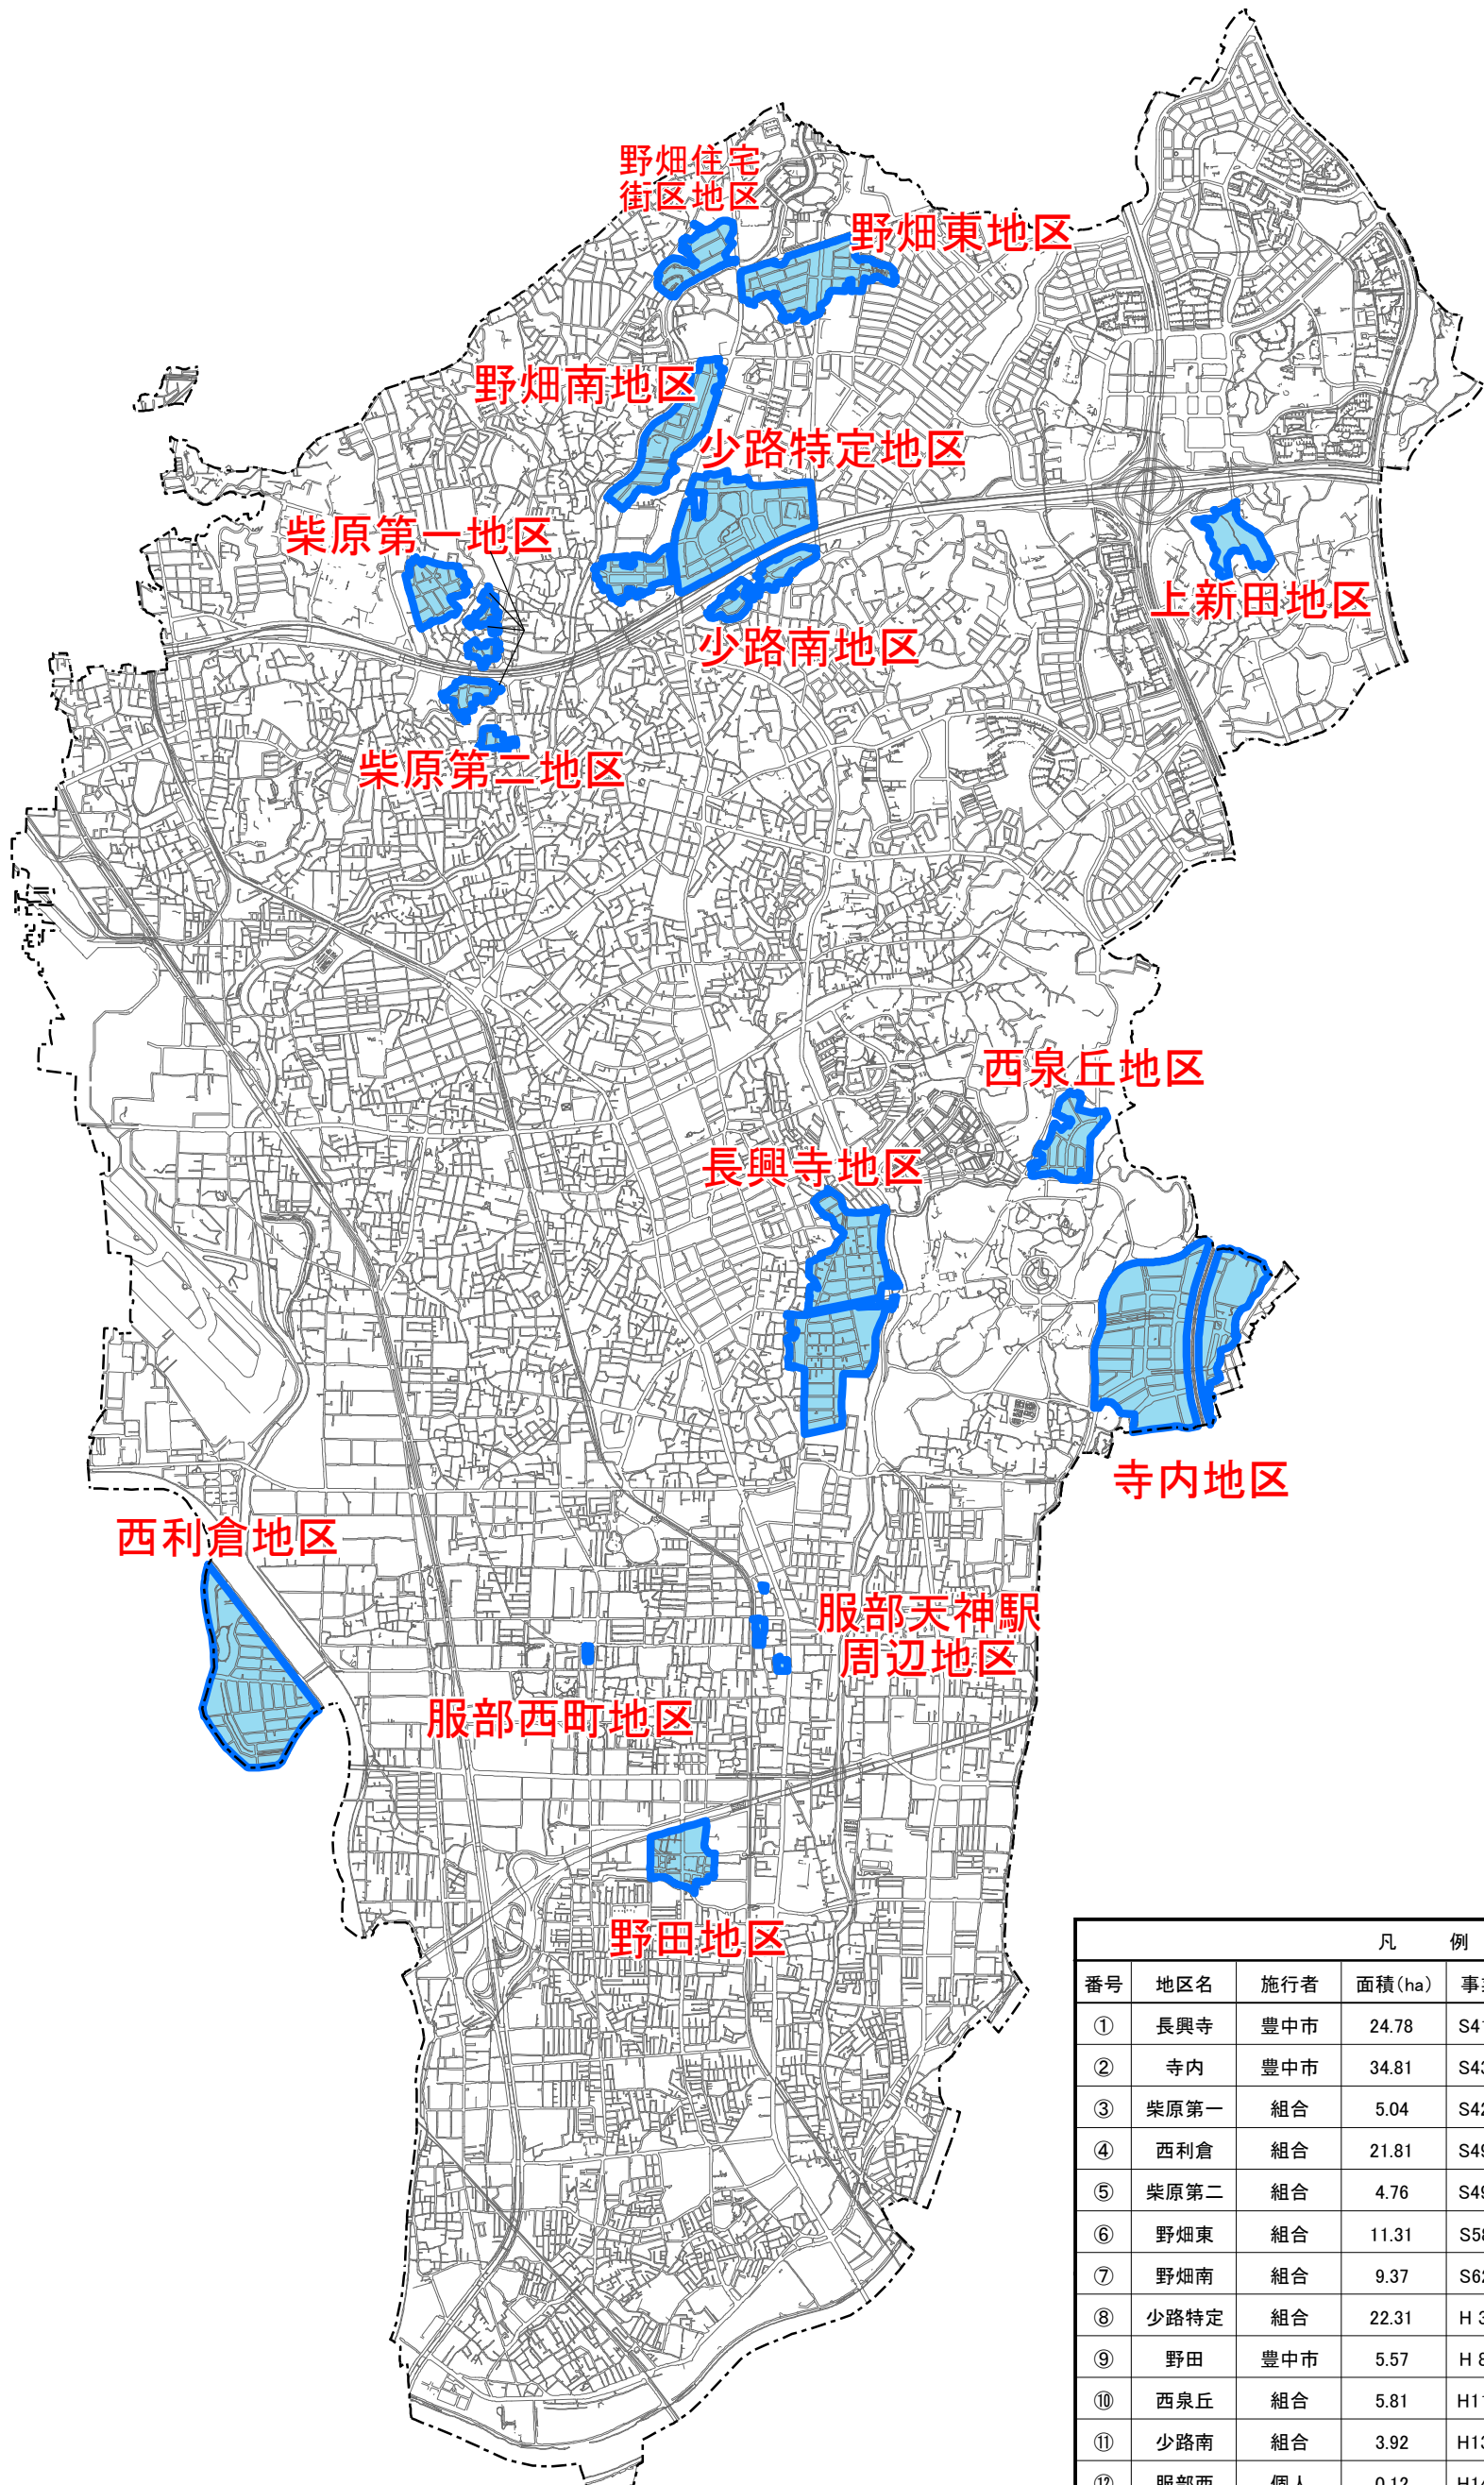 野畑住宅
街区地区
野畑東地区
野畑南地区
少路特定地区
柴原第一地区
上新田地区
少路南地区
柴原第二地区
西泉丘地区
長興寺地区
寺内地区
西利倉地区
服部天神駅
周辺地区
服部西町地区
野田地区
凡 例
番号 地区名 施行者 面積(ha)
① 長興寺 豊中市 24.78
② 寺内 豊中市 34.81
③ 柴原第一 組合 5.04
④ 西利倉 組合 21.81
⑤ 柴原第二 組合 4.76
⑥ 野畑東 組合 11.31
⑦ 野畑南 組合 9.37
⑧ 少路特定 組合 22.31 H 3
⑨ 野田 豊中市 5.57
⑩ 西泉丘 組合 5.81
⑪ 少路南 組合 3.92
⑫ 服部西 個人 0.12